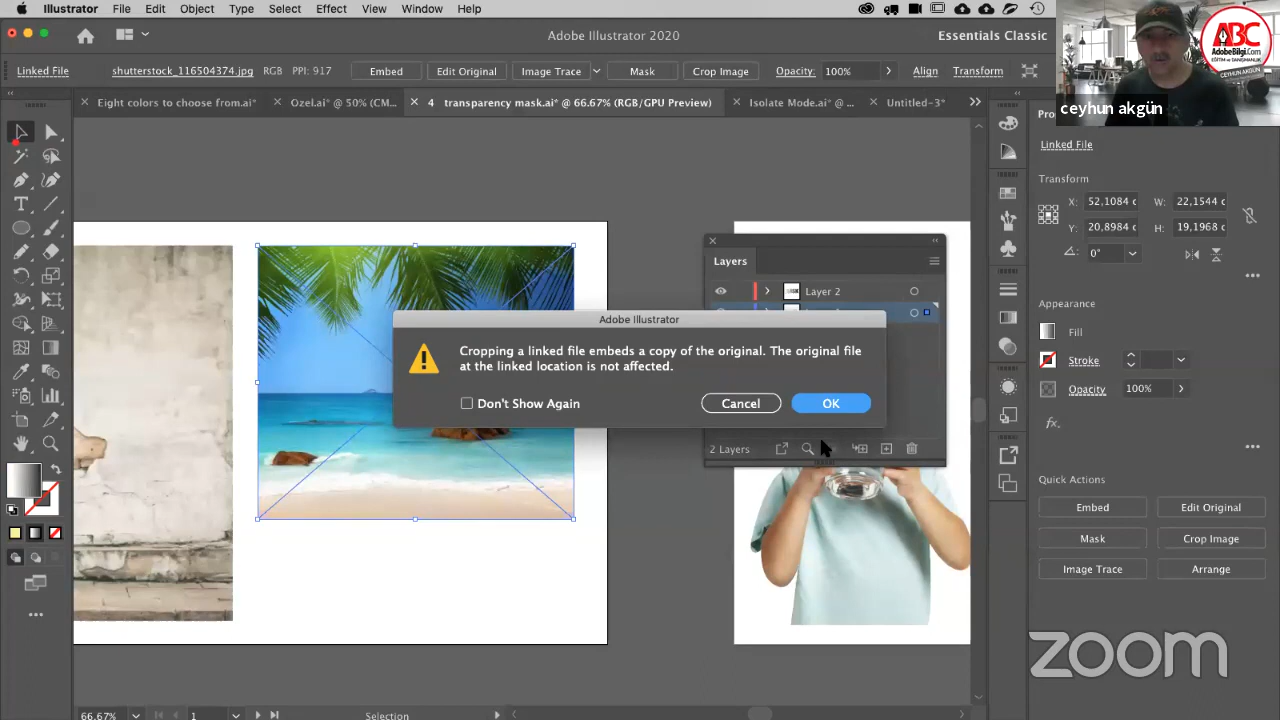 Illustrator File Edit Object Type Select Effect View Window Help
Adobe Illustrator 2020
Essentials Classic
ABC
AdobeBilgi.Com
EĞİTİM ve DANIŞMANLIK
CEYHUN AKGÜN
ceyhun akgün
Linked File shutterstock_116504374.jpg RGB PPI: 917 Embed Edit Original Image Trace Mask Crop Image Opacity: 100% Align Transform
Eight colors to choose from.ai* Ozel.ai* @ 50% (CM... 4 transparency mask.ai* @ 66.67% (RGB/GPU Preview) Isolate Mode.ai* @ ... Untitled-3*
Linked File
Transform
X: 52,1084 c W: 22,1544 c
Y: 20,8984 c H: 19,1968 c
0°
Appearance
Fill
Stroke
Opacity 100%
fx
Quick Actions
Embed Edit Original
Mask Crop Image
Image Trace Arrange
Layers
Layer 2
2 Layers
Adobe Illustrator
Cropping a linked file embeds a copy of the original. The original file
at the linked location is not affected.
Don't Show Again Cancel OK
zoom
66,67% 1 Selection